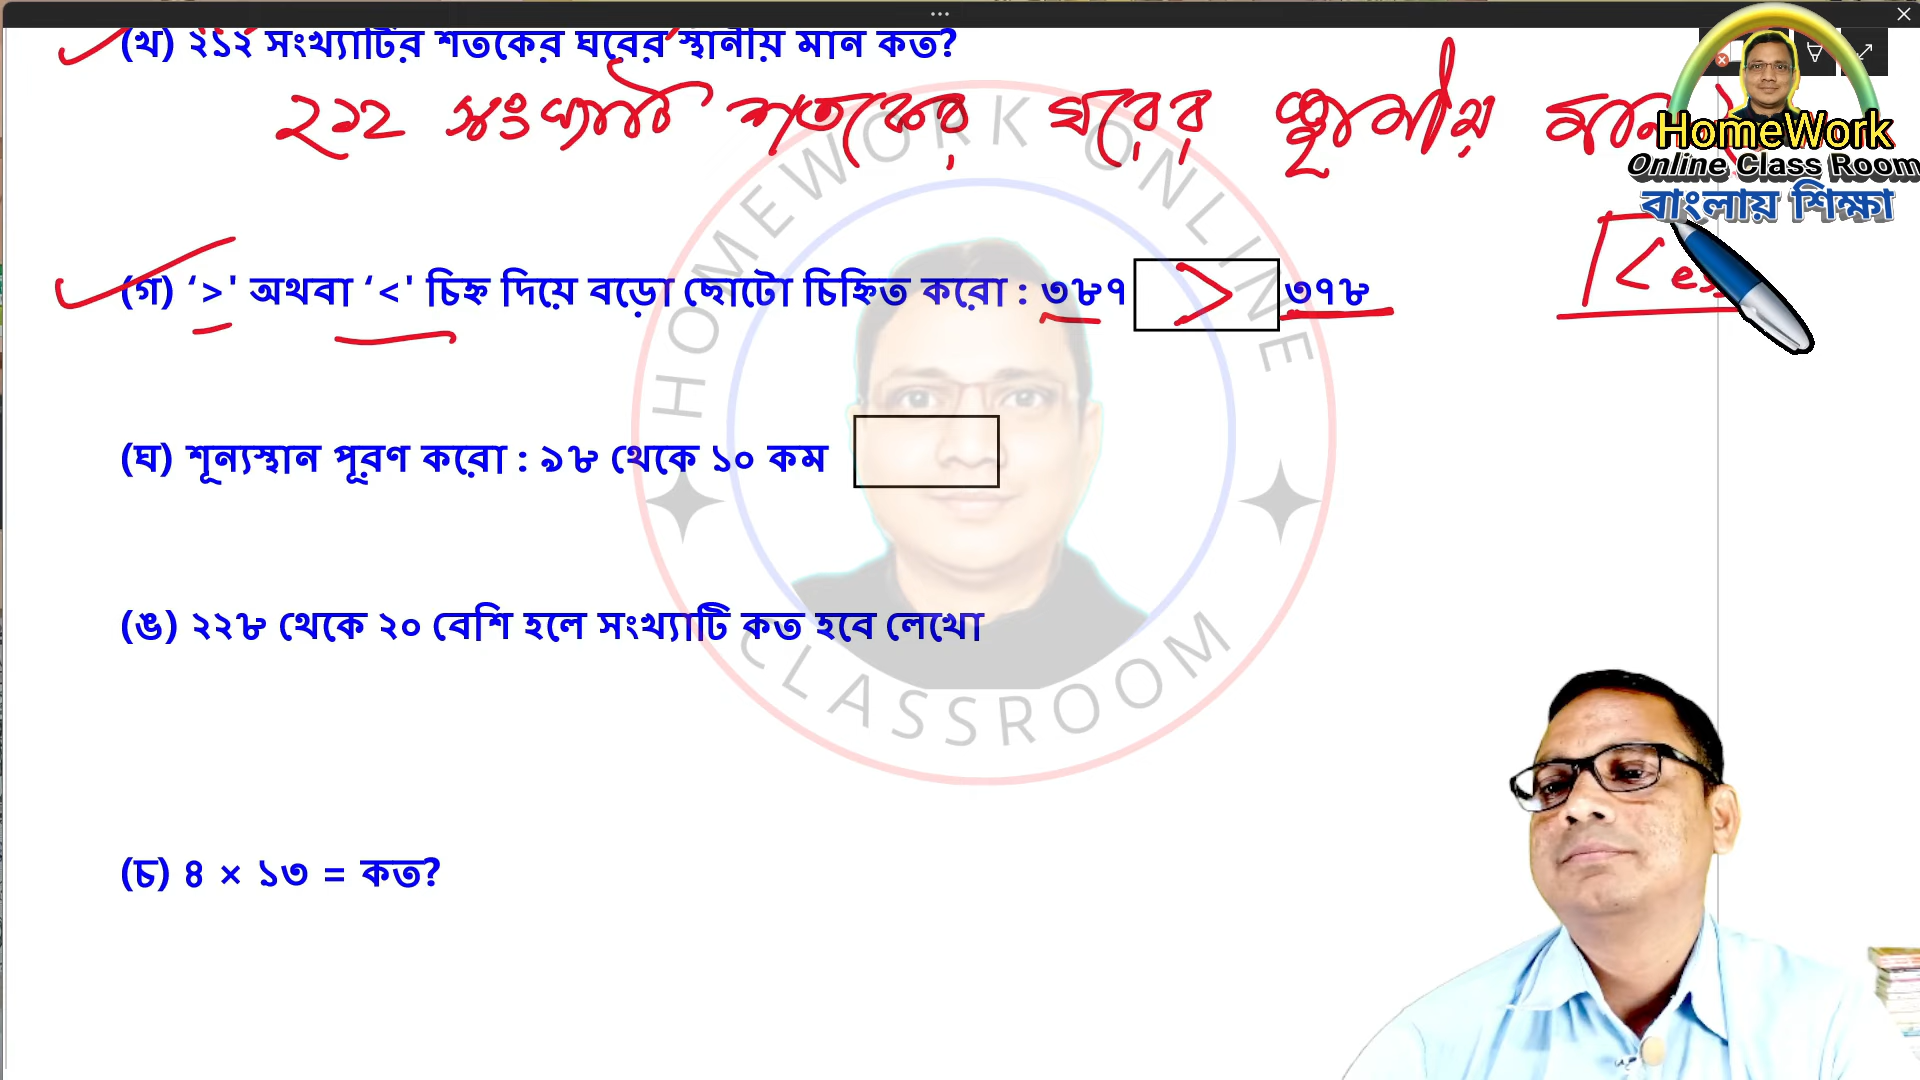 (খ) ২১২ সংখ্যাটির শতকের ঘরের স্থানীয় মান কত?
২১২ সংখ্যাটি শতকের ঘরের স্থানীয় মান
HomeWork
Online Class Room
বাংলায় শিক্ষা
(গ) ‘>' অথবা ‘<' চিহ্ন দিয়ে বড়ো ছোটো চিহ্নিত করো : ৩৮৭ > ৩৭৮
(ঘ) শূন্যস্থান পূরণ করো : ৯৮ থেকে ১০ কম
(ঙ) ২২৮ থেকে ২০ বেশি হলে সংখ্যাটি কত হবে লেখো
(চ) ৪ × ১৩ = কত?
HOMEWORK ONLINE
CLASSROOM